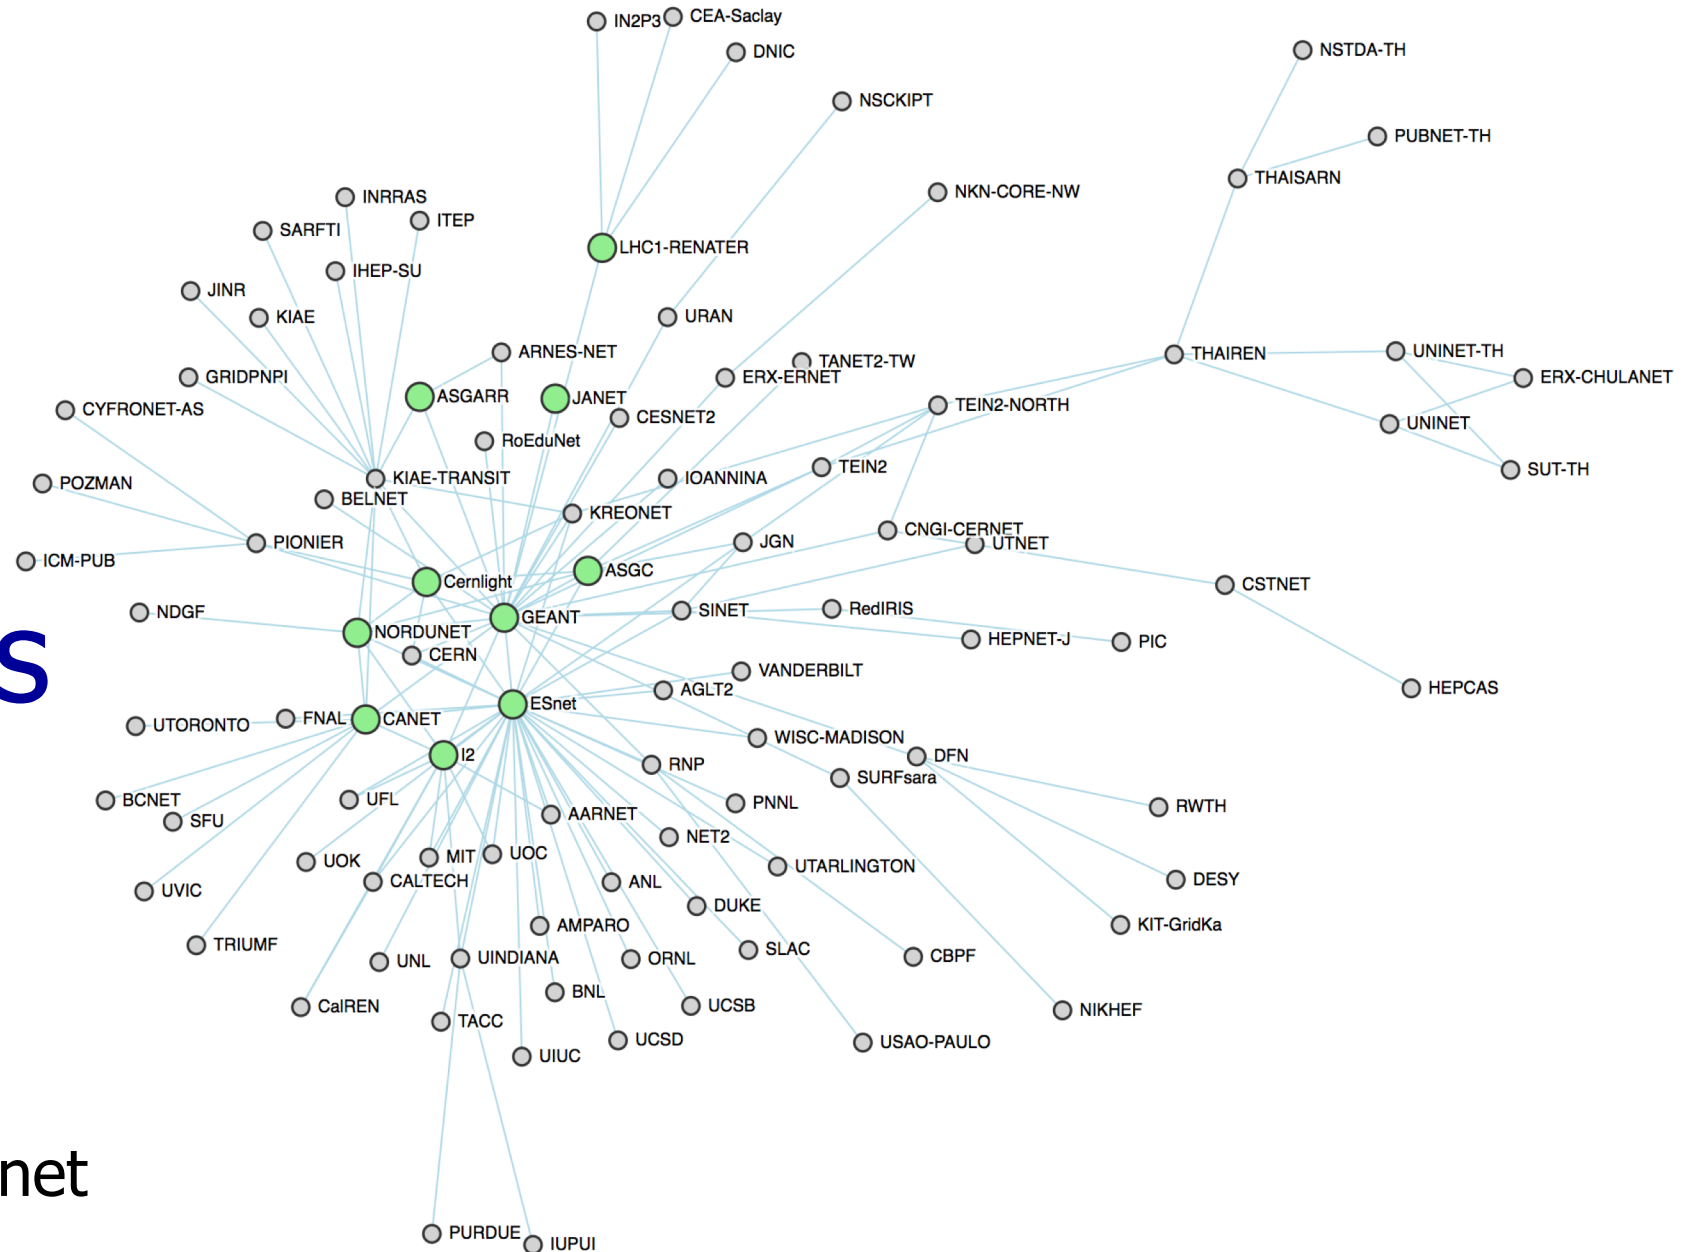 IN2P3
CEA-Saclay
DNIC
NSTDA-TH
NSCKIPT
PUBNET-TH
THAISARN
NKN-CORE-NW
INRRAS
ITEP
SARFTI
LHC1-RENATER
IHEP-SU
JINR
KIAE
URAN
ARNES-NET
THAIREN
UNINET-TH
TANET2-TW
GRIDPNPI
ERX-ERNET
ERX-CHULANET
ASGARR
JANET
CYFRONET-AS
CESNET2
TEIN2-NORTH
UNINET
RoEduNet
TEIN2
SUT-TH
KIAE-TRANSIT
IOANNINA
POZMAN
BELNET
KREONET
CNGI-CERNET
PIONIER
JGN
UTNET
ICM-PUB
ASGC
Cernlight
CSTNET
NDGF
GEANT
SINET
RedIRIS
NORDUNET
HEPNET-J
PIC
CERN
s
VANDERBILT
AGLT2
HEPCAS
ESnet
UTORONTO
FNAL
CANET
WISC-MADISON
I2
DFN
RNP
SURFsara
BCNET
UFL
PNNL
RWTH
SFU
AARNET
NET2
UOK
MIT
UOC
UTARLINGTON
CALTECH
ANL
DESY
UVIC
DUKE
AMPARO
KIT-GridKa
TRIUMF
SLAC
UNL
UINDIANA
ORNL
CBPF
BNL
CalREN
UCSB
NIKHEF
TACC
UCSD
USAO-PAULO
UIUC
net
PURDUE
IUPUI